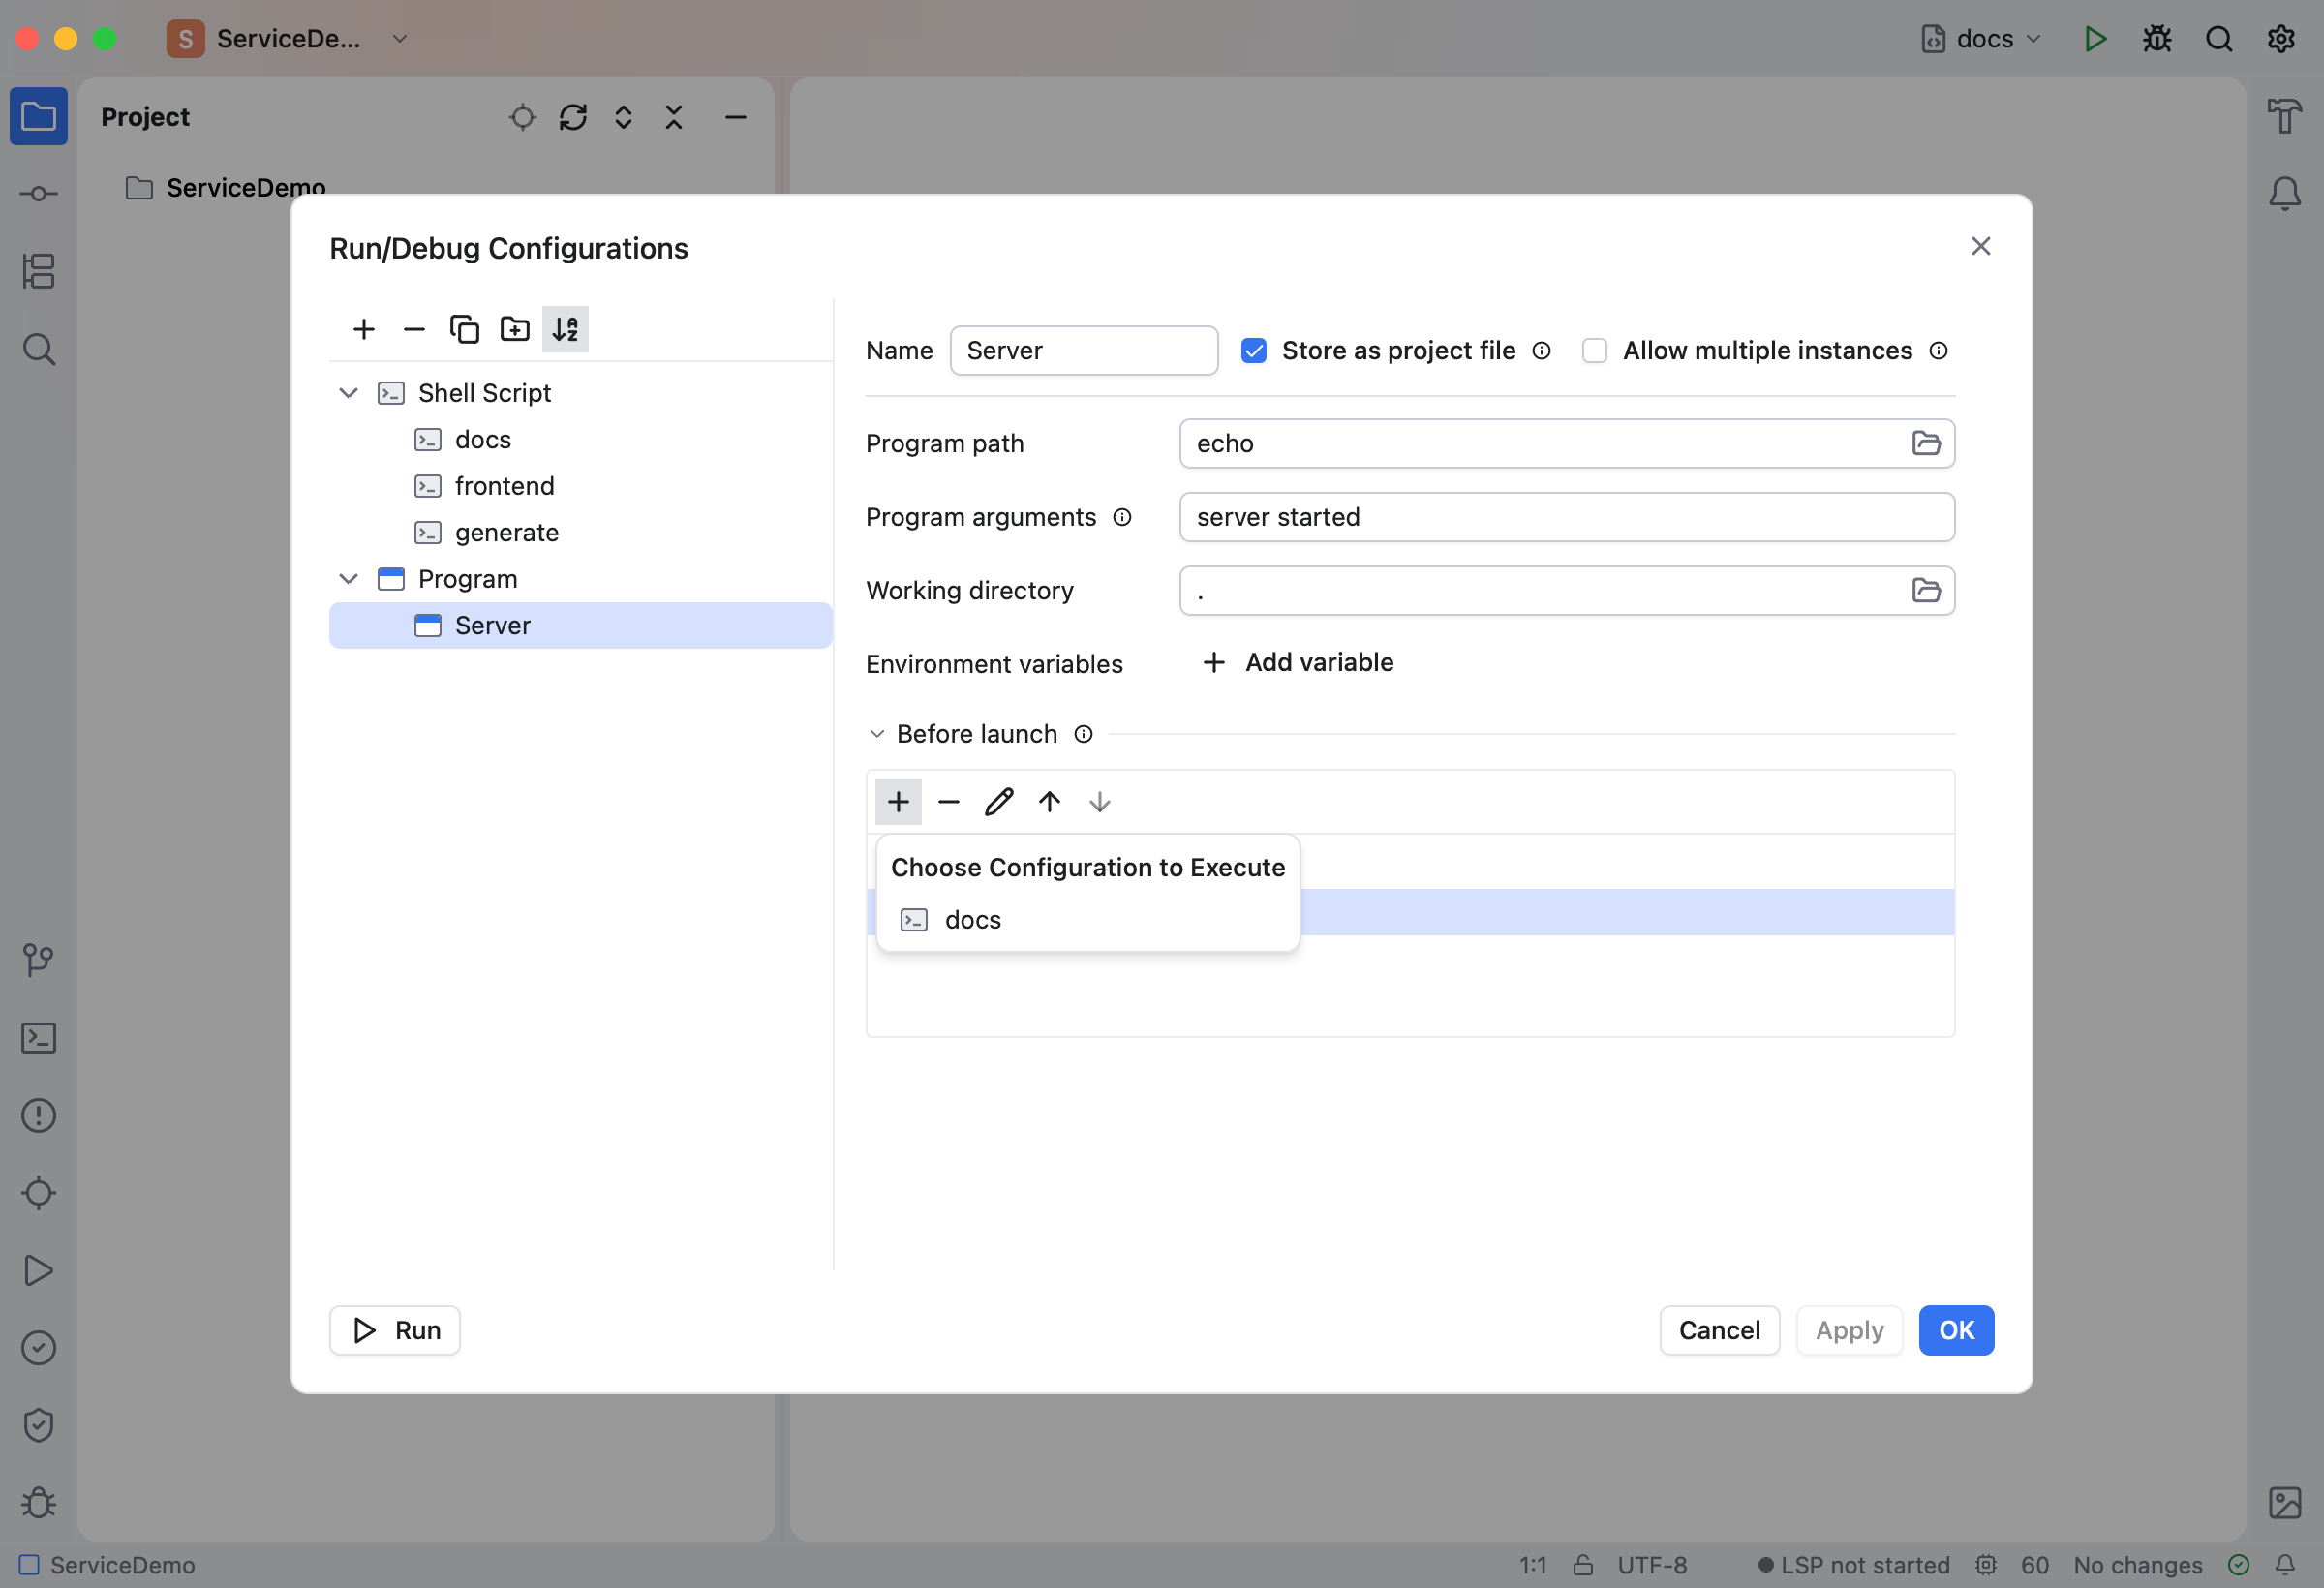 S ServiceDe...
docs
Project
ServiceDemo
Run/Debug Configurations
Shell Script
docs
frontend
generate
Program
Server
Name Server Store as project file Allow multiple instances
Program path echo
Program arguments server started
Working directory .
Environment variables Add variable
Before launch
Choose Configuration to Execute
docs
Run Cancel Apply OK
ServiceDemo 1:1 UTF-8 LSP not started 60 No changes